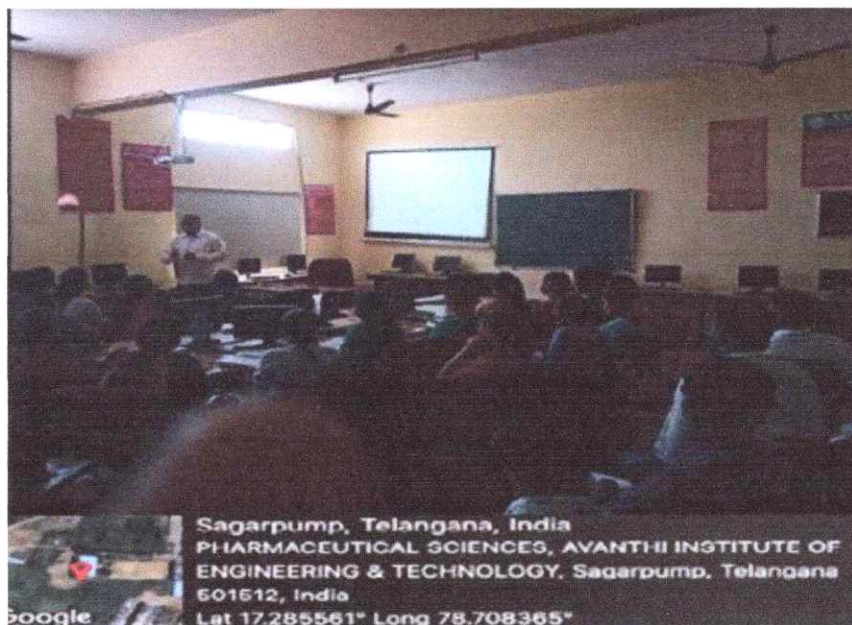 Sagarpump, Telangana, India
PHARMACEUTICAL SCIENCES, AVANTHI INSTITUTE OF
ENGINEERING & TECHNOLOGY, Sagarpump, Telangana
501512, India
Lat 17.285561° Long 78.708365°
Google